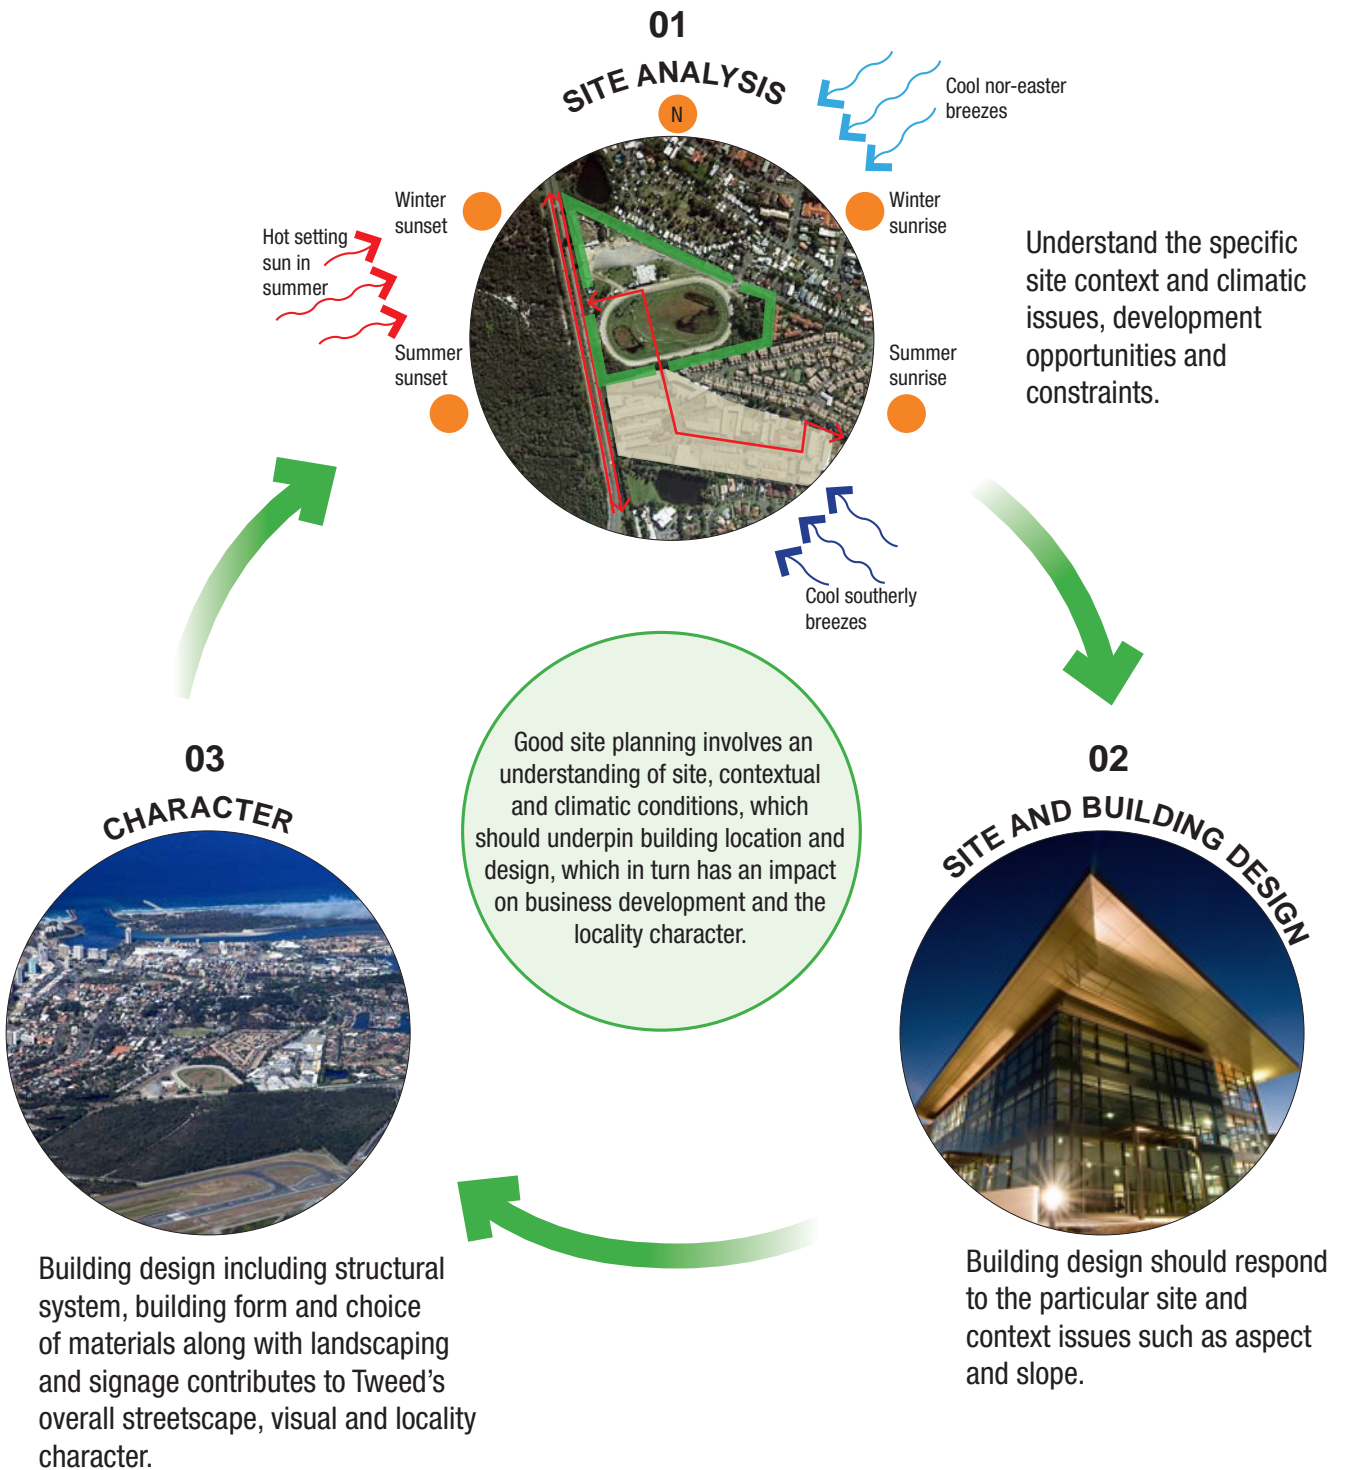 01
SITE ANALYSIS
N
Cool nor-easter
breezes
Winter
sunset
Winter
sunrise
Hot setting
sun in
summer
Summer
sunset
Summer
sunrise
Understand the specific
site context and climatic
issues, development
opportunities and
constraints.
Cool southerly
breezes
Good site planning involves an
understanding of site, contextual
and climatic conditions, which
should underpin building location and
design, which in turn has an impact
on business development and the
locality character.
02
SITE AND BUILDING DESIGN
Building design should respond
to the particular site and
context issues such as aspect
and slope.
03
CHARACTER
Building design including structural
system, building form and choice
of materials along with landscaping
and signage contributes to Tweed’s
overall streetscape, visual and locality
character.